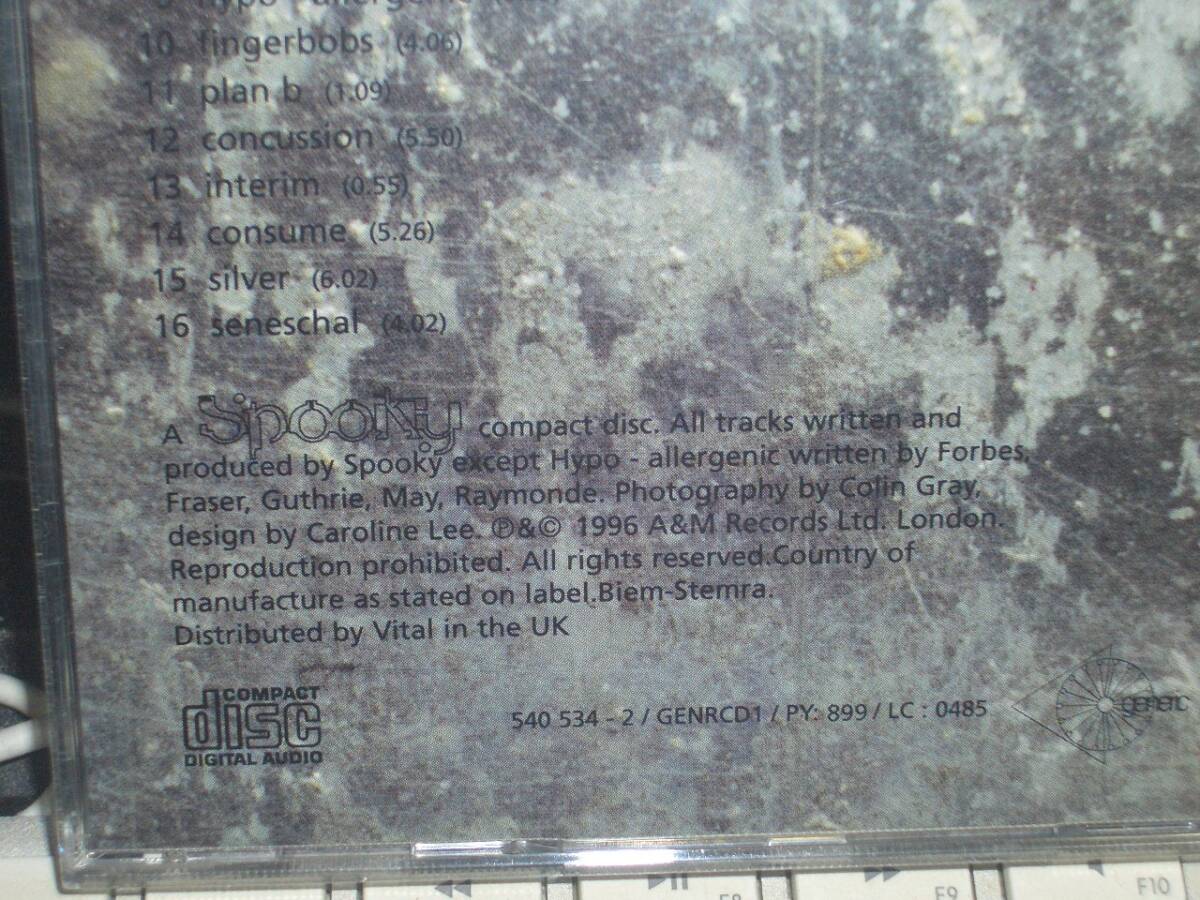 hypo - allergenic
10 fingerbobs (4.06)
11 plan b (1.09)
12 concussion (5.50)
13 interim (0.55)
14 consume (5.26)
15 silver (6.02)
16 seneschal (4.02)
A Spooky compact disc. All tracks written and
produced by Spooky except Hypo - allergenic written by Forbes,
Fraser, Guthrie, May, Raymonde. Photography by Colin Gray,
design by Caroline Lee. ℗&© 1996 A&M Records Ltd. London.
Reproduction prohibited. All rights reserved.Country of
manufacture as stated on label.Biem-Stemra.
Distributed by Vital in the UK
COMPACT
disc
DIGITAL AUDIO
540 534 - 2 / GENRCD1 / PY: 899 / LC : 0485
generic
F8
F9
F10